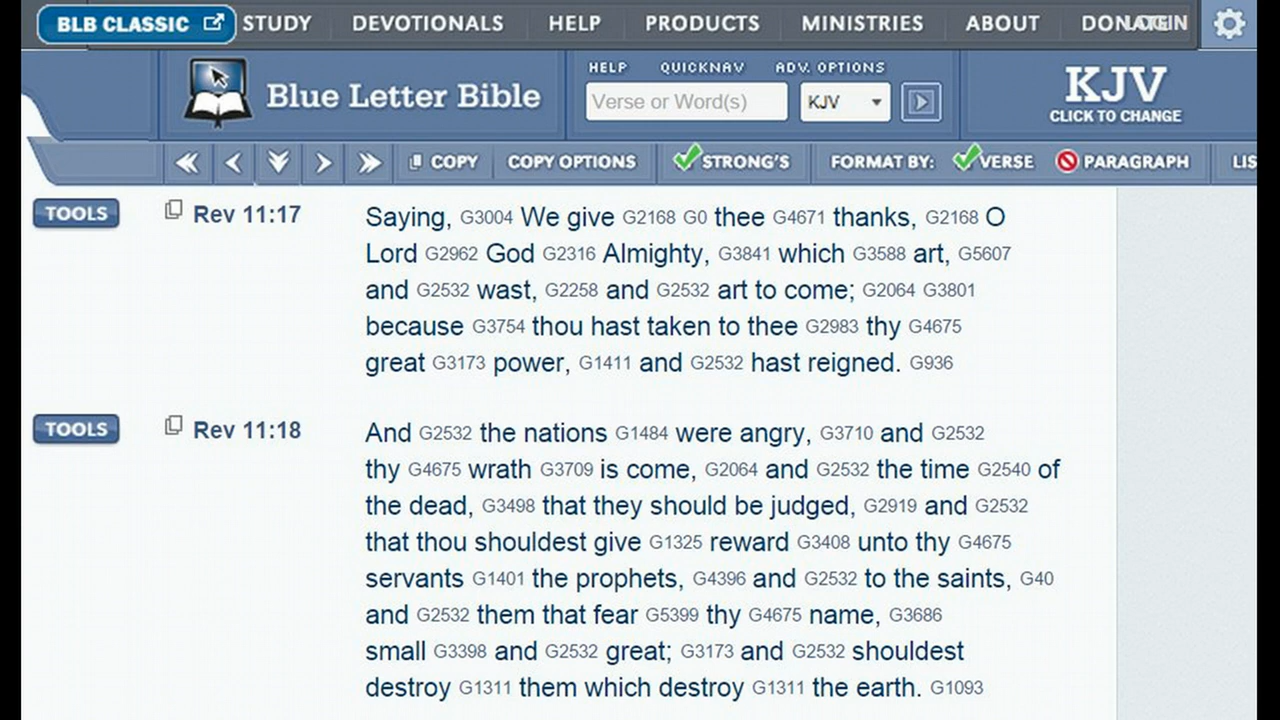 BLB CLASSIC STUDY DEVOTIONALS HELP PRODUCTS MINISTRIES ABOUT DONATE LOGIN
HELP QUICKNAV ADV. OPTIONS
Blue Letter Bible Verse or Word(s) KJV KJV
CLICK TO CHANGE
COPY COPY OPTIONS STRONG'S FORMAT BY: VERSE PARAGRAPH LIS
TOOLS Rev 11:17 Saying, G3004 We give G2168 G0 thee G4671 thanks, G2168 O
Lord G2962 God G2316 Almighty, G3841 which G3588 art, G5607
and G2532 wast, G2258 and G2532 art to come; G2064 G3801
because G3754 thou hast taken to thee G2983 thy G4675
great G3173 power, G1411 and G2532 hast reigned. G936
TOOLS Rev 11:18 And G2532 the nations G1484 were angry, G3710 and G2532
thy G4675 wrath G3709 is come, G2064 and G2532 the time G2540 of
the dead, G3498 that they should be judged, G2919 and G2532
that thou shouldest give G1325 reward G3408 unto thy G4675
servants G1401 the prophets, G4396 and G2532 to the saints, G40
and G2532 them that fear G5399 thy G4675 name, G3686
small G3398 and G2532 great; G3173 and G2532 shouldest
destroy G1311 them which destroy G1311 the earth. G1093